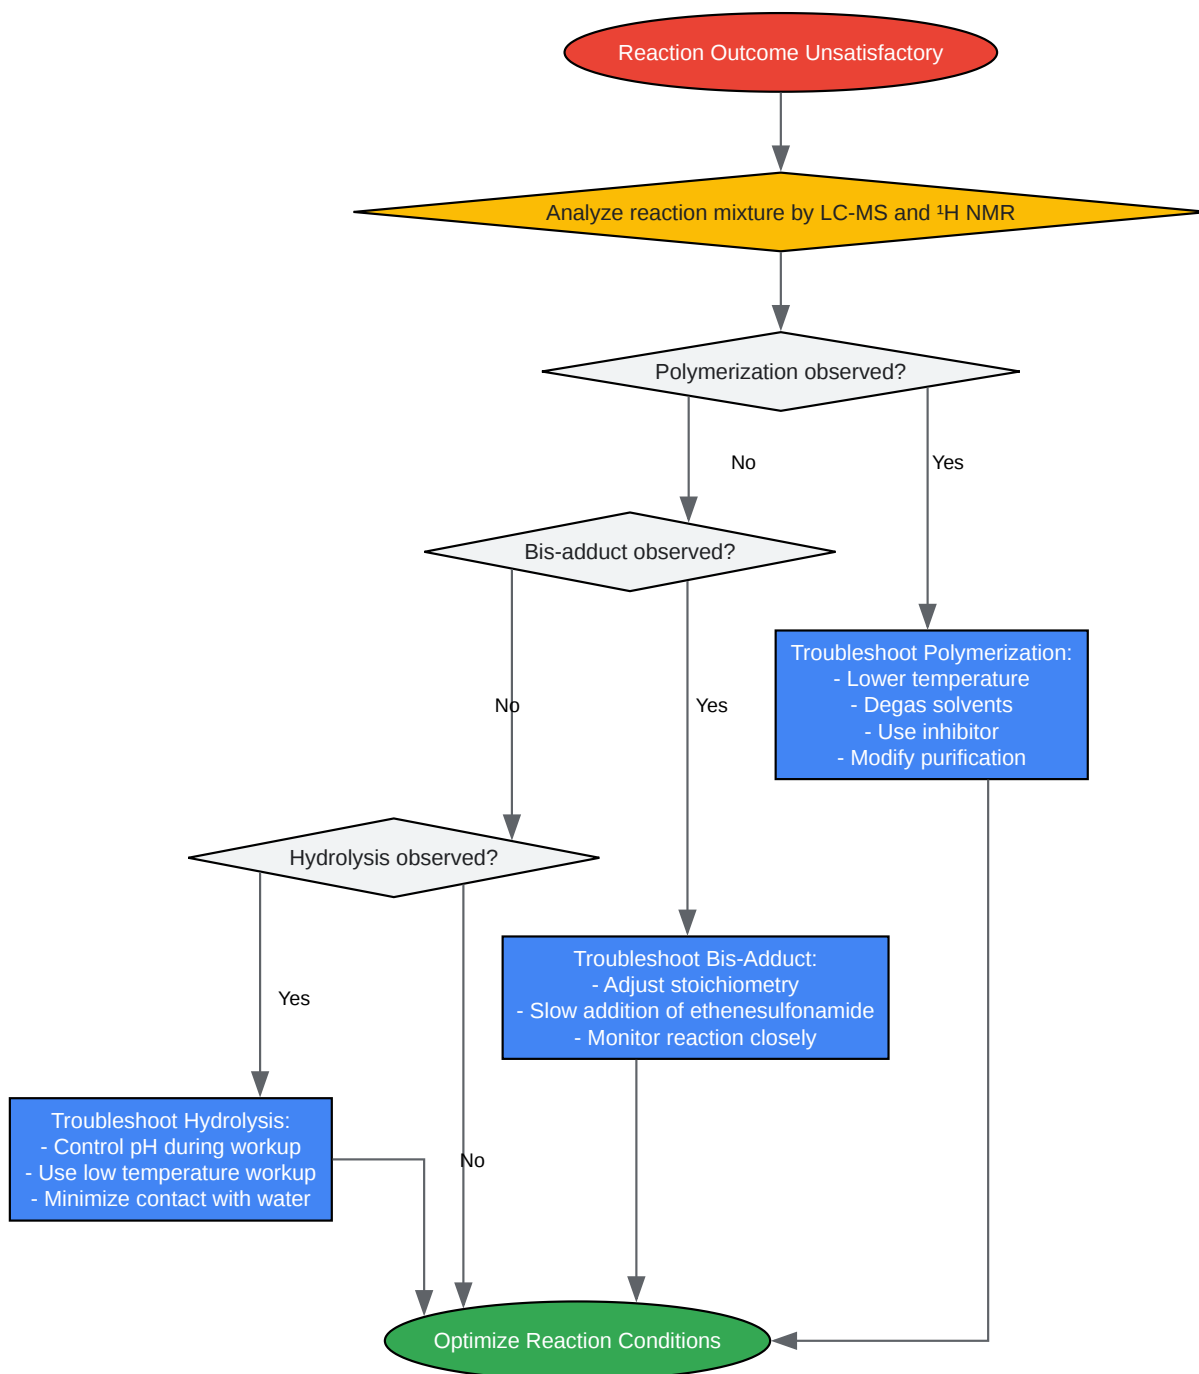 Reaction Outcome Unsatisfactory
Analyze reaction mixture by LC-MS and ¹H NMR
Polymerization observed?
No
Yes
Bis-adduct observed?
Troubleshoot Polymerization:
- Lower temperature
- Degas solvents
- Use inhibitor
- Modify purification
No
Yes
Hydrolysis observed?
Troubleshoot Bis-Adduct:
- Adjust stoichiometry
- Slow addition of ethenesulfonamide
- Monitor reaction closely
Yes
Troubleshoot Hydrolysis:
- Control pH during workup
- Use low temperature workup
- Minimize contact with water
No
Optimize Reaction Conditions